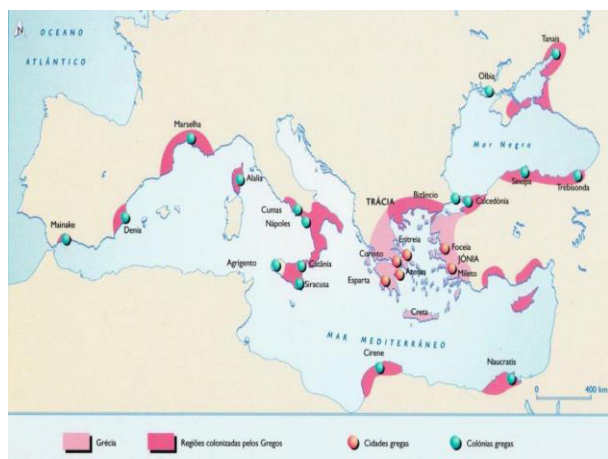 N
OCEANO
ATLÂNTICO
Tanais
Olbia
Marselha
Mar Negro
Alalia
Sinopa
Trebisonda
Bizâncio
TRÁCIA
Calcedónia
Cumas
Nápoles
Denia
Mainake
Eritreia
Foceia
Corinto
JÓNIA
Agrigento
Catânia
Atenas
Mileto
Esparta
Siracusa
Creta
MAR MEDITERRÂNEO
Cirene
Naucratis
0 400 km
Grécia
Regiões colonizadas pelos Gregos
Cidades gregas
Colónias gregas